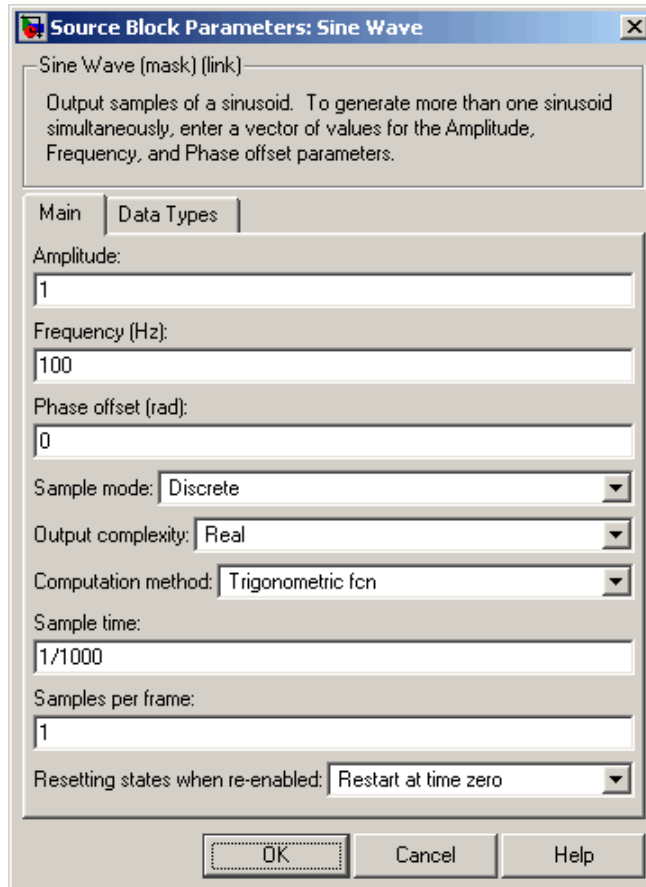 Source Block Parameters: Sine Wave
Sine Wave (mask) (link)
Output samples of a sinusoid. To generate more than one sinusoid
simultaneously, enter a vector of values for the Amplitude,
Frequency, and Phase offset parameters.
Main Data Types
Amplitude:
1
Frequency (Hz):
100
Phase offset (rad):
0
Sample mode: Discrete
Output complexity: Real
Computation method: Trigonometric fcn
Sample time:
1/1000
Samples per frame:
1
Resetting states when re-enabled: Restart at time zero
OK Cancel Help